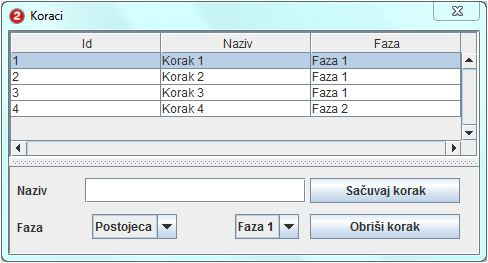 2 Koraci
Id Naziv Faza
1 Korak 1 Faza 1
2 Korak 2 Faza 1
3 Korak 3 Faza 1
4 Korak 4 Faza 2
Naziv Sačuvaj korak
Faza Postojeca Faza 1 Obriši korak